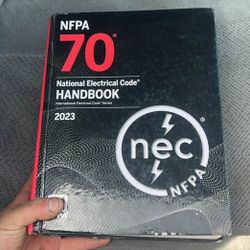 NFPA
70®
National Electrical Code®
HANDBOOK
International Electrical Code® Series
2023
nec®
NFPA